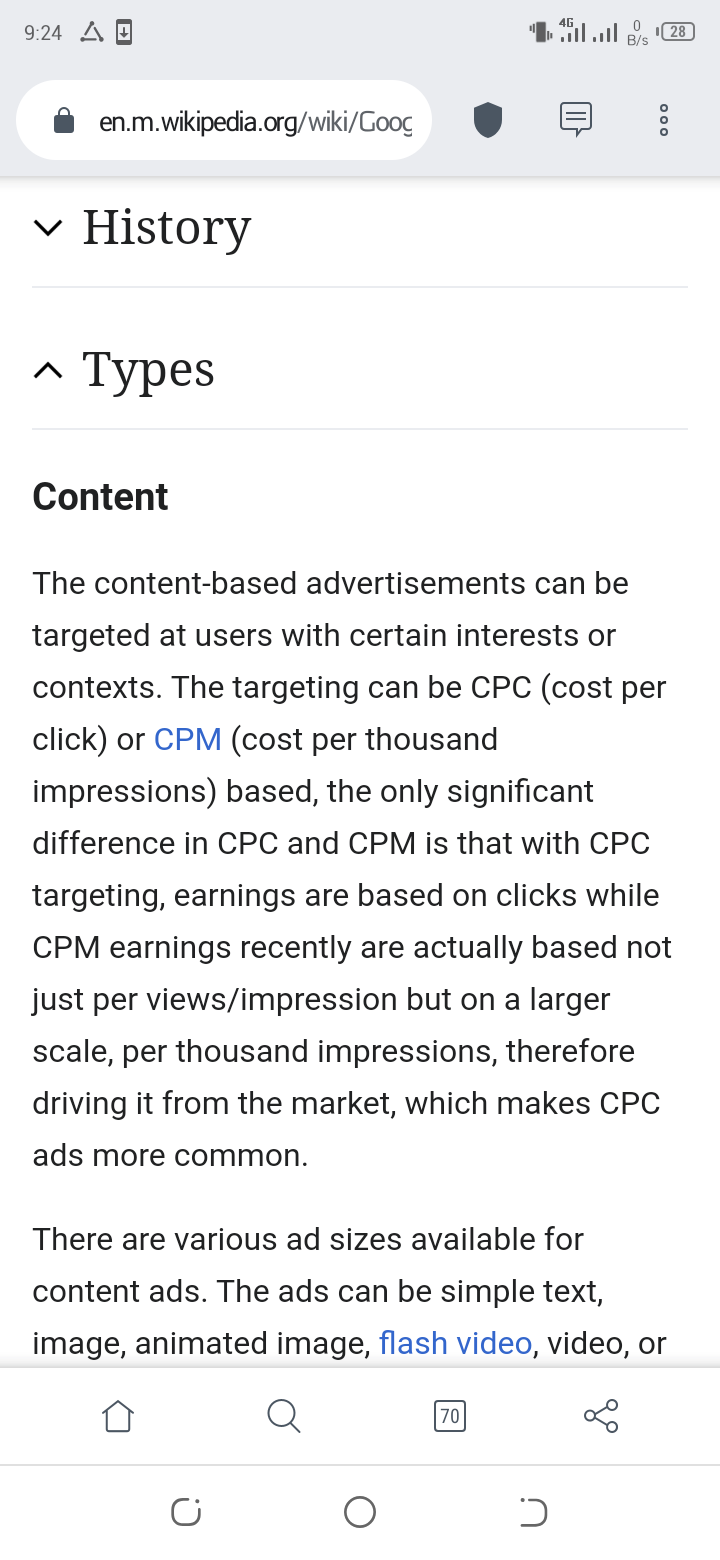 9:24
4G
0
B/s
28
en.m.wikipedia.org/wiki/Goog
History
Types
Content
The content-based advertisements can be
targeted at users with certain interests or
contexts. The targeting can be CPC (cost per
click) or CPM (cost per thousand
impressions) based, the only significant
difference in CPC and CPM is that with CPC
targeting, earnings are based on clicks while
CPM earnings recently are actually based not
just per views/impression but on a larger
scale, per thousand impressions, therefore
driving it from the market, which makes CPC
ads more common.
There are various ad sizes available for
content ads. The ads can be simple text,
image, animated image, flash video, video, or
70